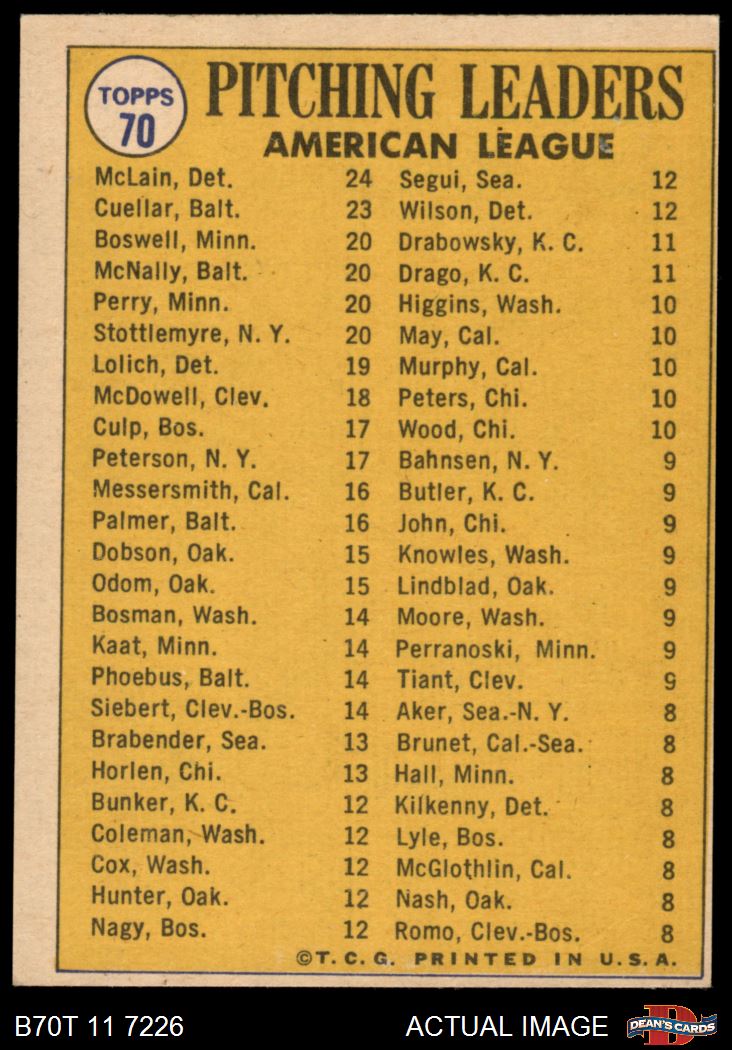 TOPPS
70
PITCHING LEADERS
AMERICAN LEAGUE
McLain, Det. 24
Cuellar, Balt. 23
Boswell, Minn. 20
McNally, Balt. 20
Perry, Minn. 20
Stottlemyre, N. Y. 20
Lolich, Det. 19
McDowell, Clev. 18
Culp, Bos. 17
Peterson, N. Y. 17
Messersmith, Cal. 16
Palmer, Balt. 16
Dobson, Oak. 15
Odom, Oak. 15
Bosman, Wash. 14
Kaat, Minn. 14
Phoebus, Balt. 14
Siebert, Clev.-Bos. 14
Brabender, Sea. 13
Horlen, Chi. 13
Bunker, K. C. 12
Coleman, Wash. 12
Cox, Wash. 12
Hunter, Oak. 12
Nagy, Bos. 12
Segui, Sea. 12
Wilson, Det. 12
Drabowsky, K. C. 11
Drago, K. C. 11
Higgins, Wash. 10
May, Cal. 10
Murphy, Cal. 10
Peters, Chi. 10
Wood, Chi. 10
Bahnsen, N. Y. 9
Butler, K. C. 9
John, Chi. 9
Knowles, Wash. 9
Lindblad, Oak. 9
Moore, Wash. 9
Perranoski, Minn. 9
Tiant, Clev. 9
Aker, Sea.-N. Y. 8
Brunet, Cal.-Sea. 8
Hall, Minn. 8
Kilkenny, Det. 8
Lyle, Bos. 8
McGlothlin, Cal. 8
Nash, Oak. 8
Romo, Clev.-Bos. 8
©T. C. G. PRINTED IN U. S. A.
B70T 11 7226
ACTUAL IMAGE
D
DEAN'S CARDS